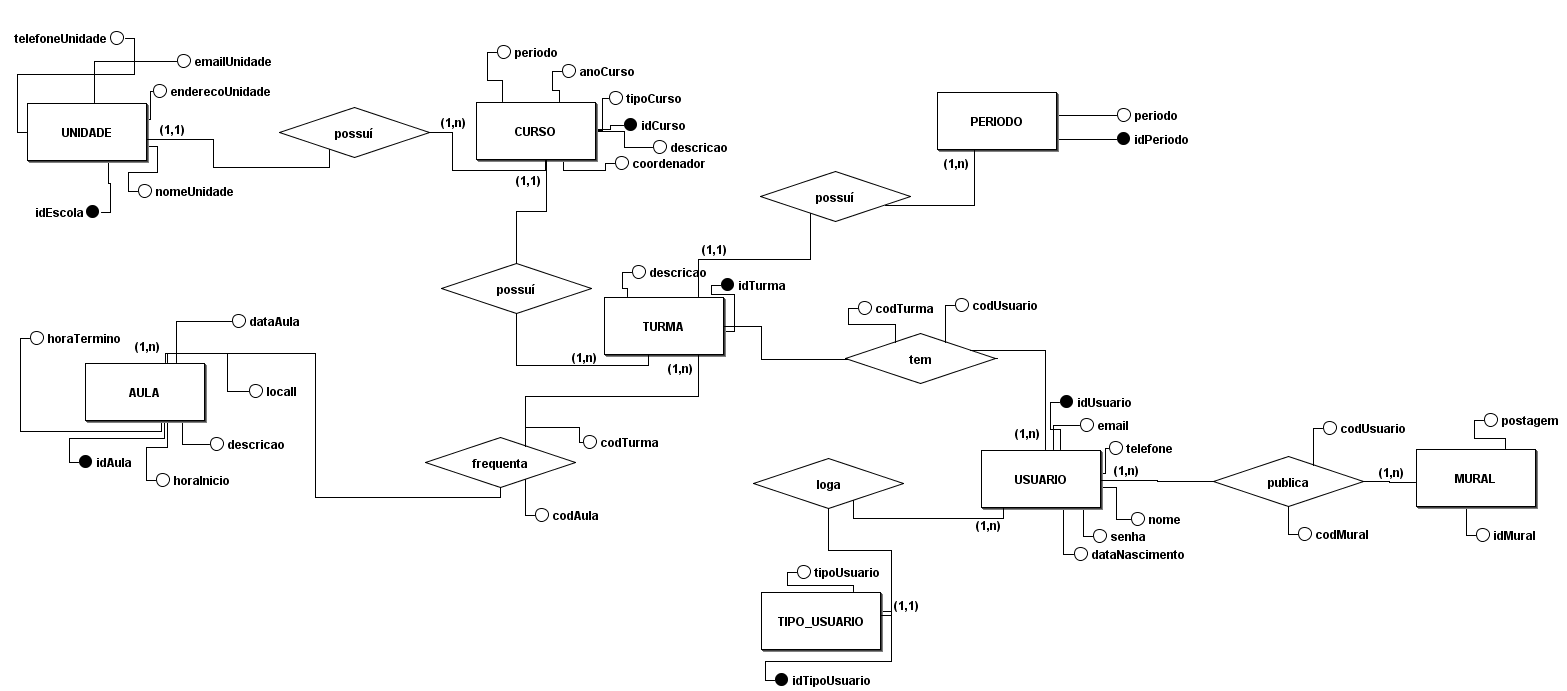 telefoneUnidade
emailUnidade
enderecoUnidade
UNIDADE
(1,1)
nomeUnidade
idEscola
possuí
(1,n)
periodo
anoCurso
tipoCurso
CURSO
idCurso
descricao
coordenador
(1,1)
PERIODO
periodo
idPeriodo
(1,n)
possuí
(1,1)
possuí
(1,n)
descricao
idTurma
TURMA
(1,n)
codTurma
codUsuario
tem
dataAula
horaTermino
(1,n)
AULA
locall
descricao
idAula
horaInicio
frequenta
codTurma
codAula
idUsuario
email
(1,n)
telefone
USUARIO
(1,n)
nome
senha
dataNascimento
(1,n)
loga
tipoUsuario
(1,1)
TIPO_USUARIO
idTipoUsuario
codUsuario
publica
codMural
(1,n)
postagem
MURAL
idMural